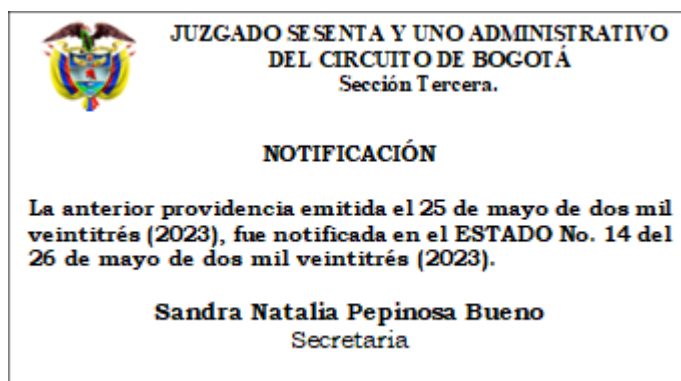 JUZGADO SESENTA Y UNO ADMINISTRATIVO
DEL CIRCUITO DE BOGOTÁ
Sección Tercera.
NOTIFICACIÓN
La anterior providencia emitida el 25 de mayo de dos mil
veintitrés (2023), fue notificada en el ESTADO No. 14 del
26 de mayo de dos mil veintitrés (2023).
Sandra Natalia Pepinosa Bueno
Secretaria